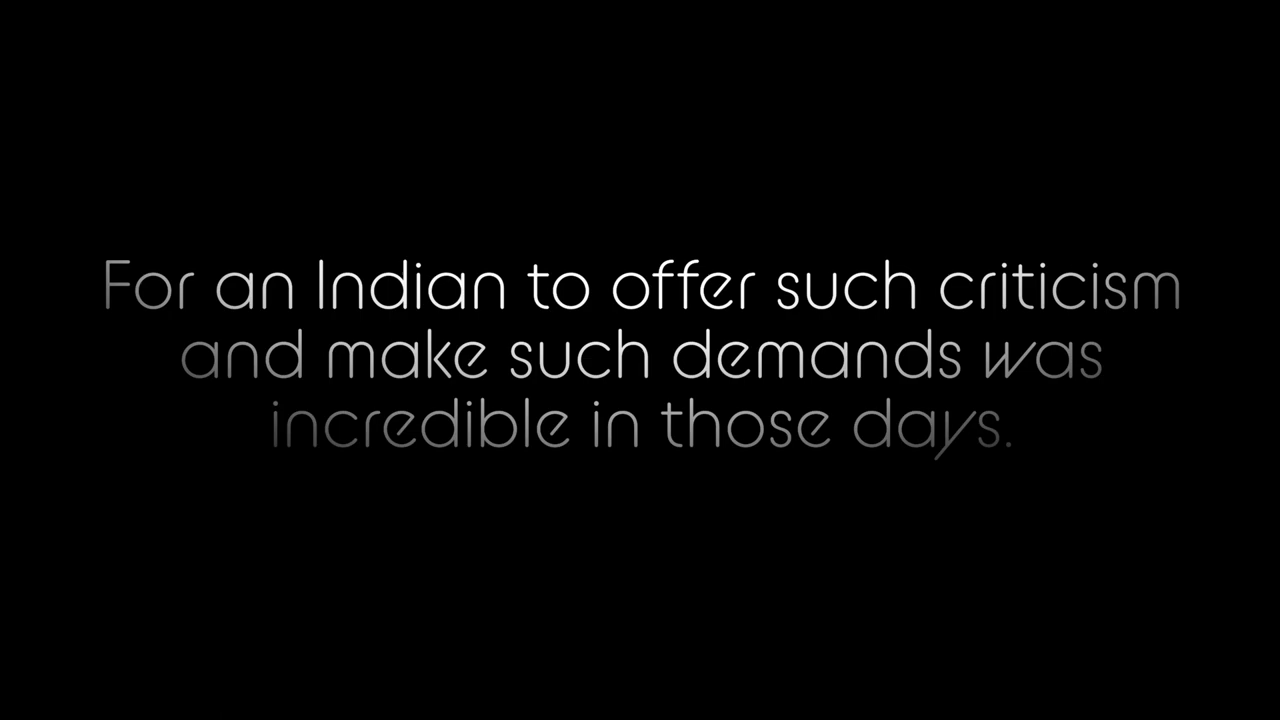 For an Indian to offer such criticism
and make such demands was
incredible in those days.